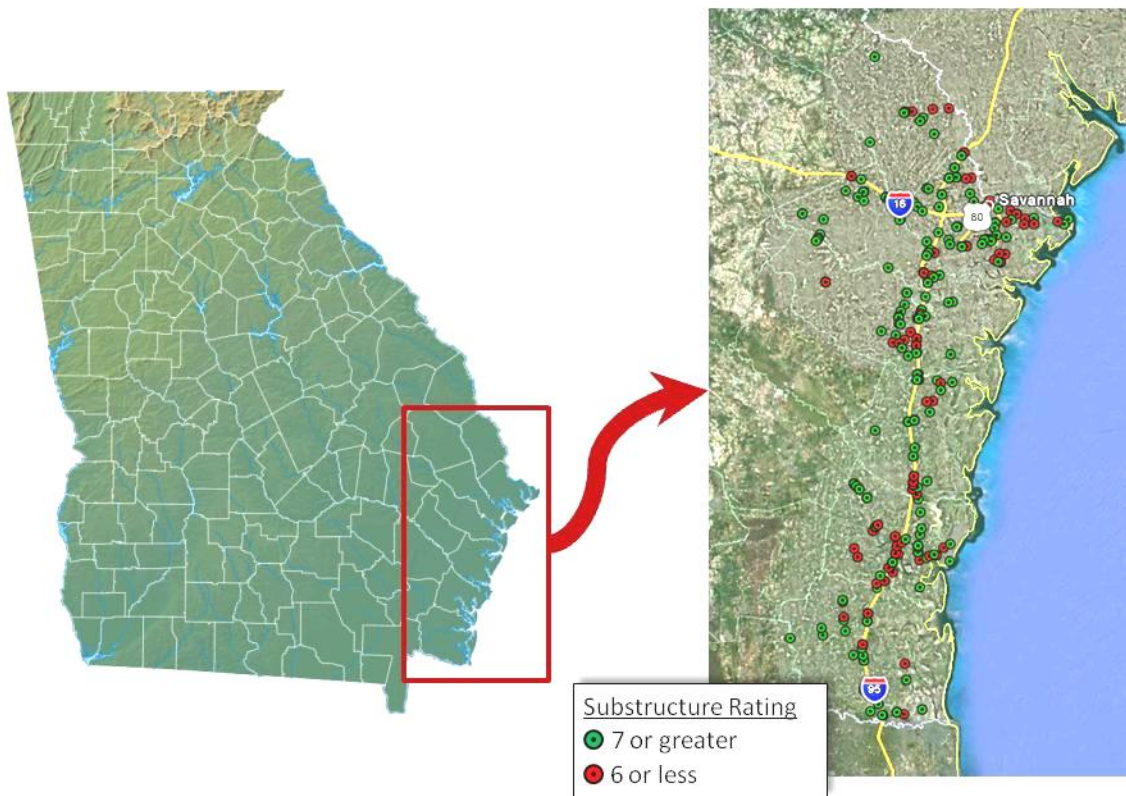 16
80
Savannah
95
Substructure Rating
7 or greater
6 or less